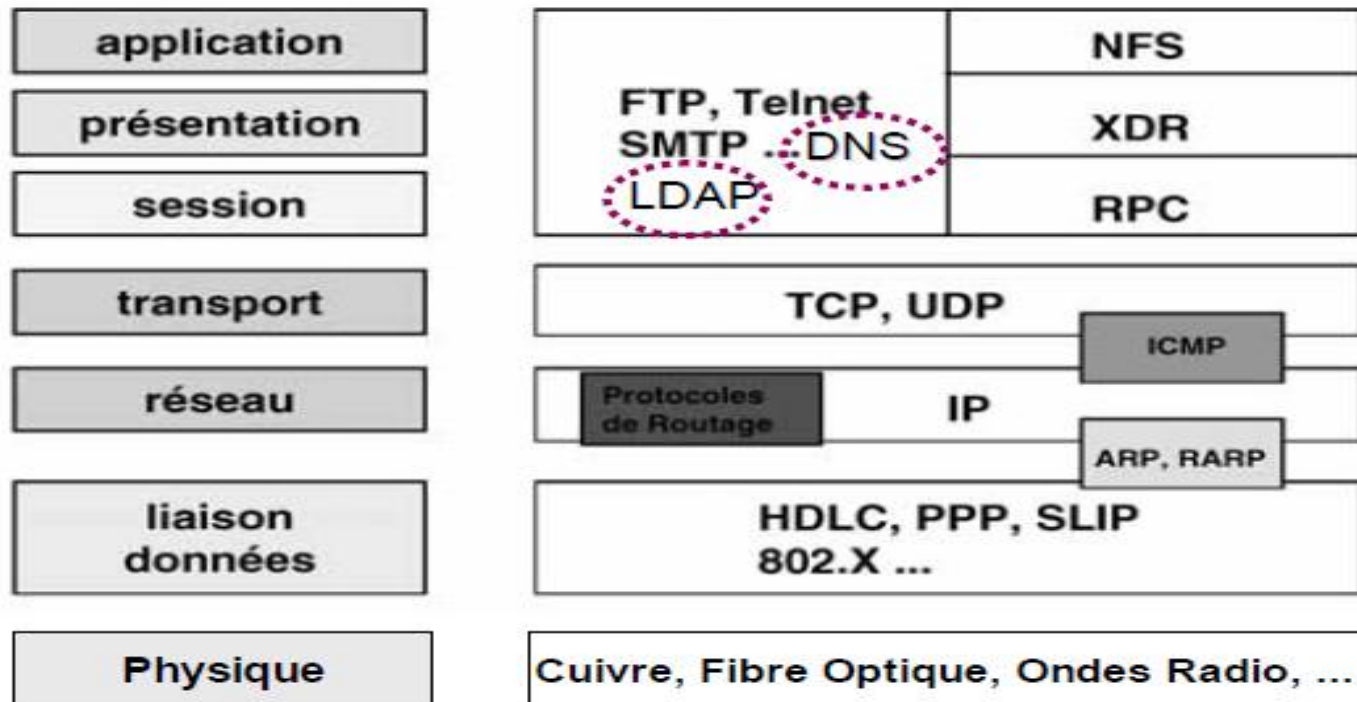 application
présentation
session
transport
réseau
liaison
données
Physique
FTP, Telnet
SMTP ...DNS
LDAP
NFS
XDR
RPC
TCP, UDP
ICMP
Protocoles
de Routage
IP
ARP, RARP
HDLC, PPP, SLIP
802.X ...
Cuivre, Fibre Optique, Ondes Radio, ...